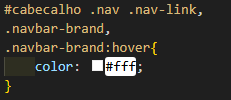 #cabecalho .nav .nav-link,
.navbar-brand,
.navbar-brand:hover{
    color: #fff;
}